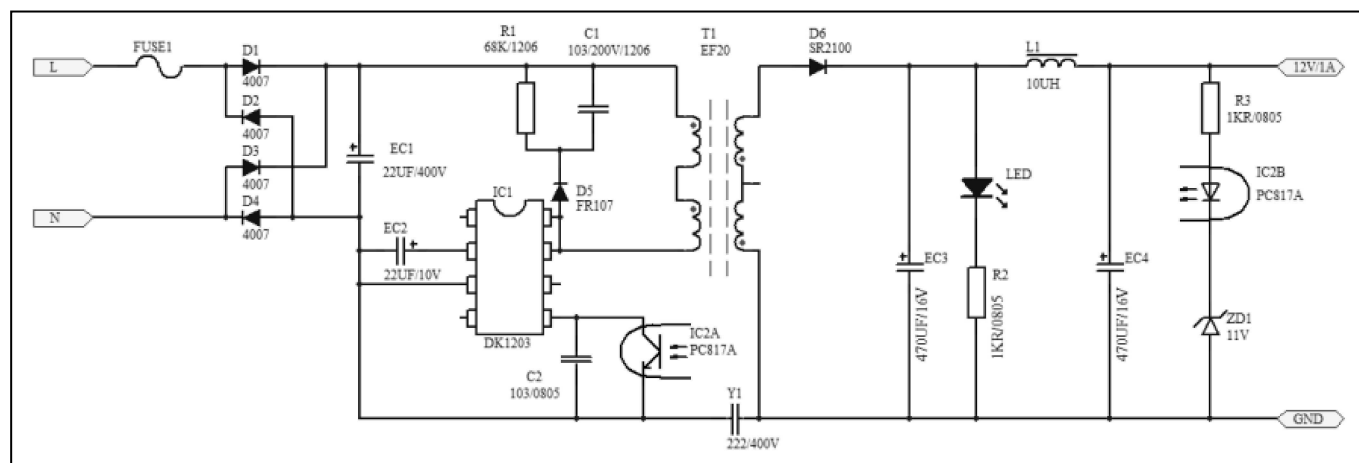 FUSE1
L
N
D1
4007
D2
4007
D3
4007
D4
4007
EC1
22UF/400V
EC2
22UF/10V
R1
68K/1206
C1
103/200V/1206
D5
FR107
IC1
DK1203
C2
103/0805
IC2A
PC817A
T1
EF20
Y1
222/400V
D6
SR2100
EC3
470UF/16V
LED
R2
1KR/0805
L1
10UH
EC4
470UF/16V
R3
1KR/0805
IC2B
PC817A
ZD1
11V
12V/1A
GND